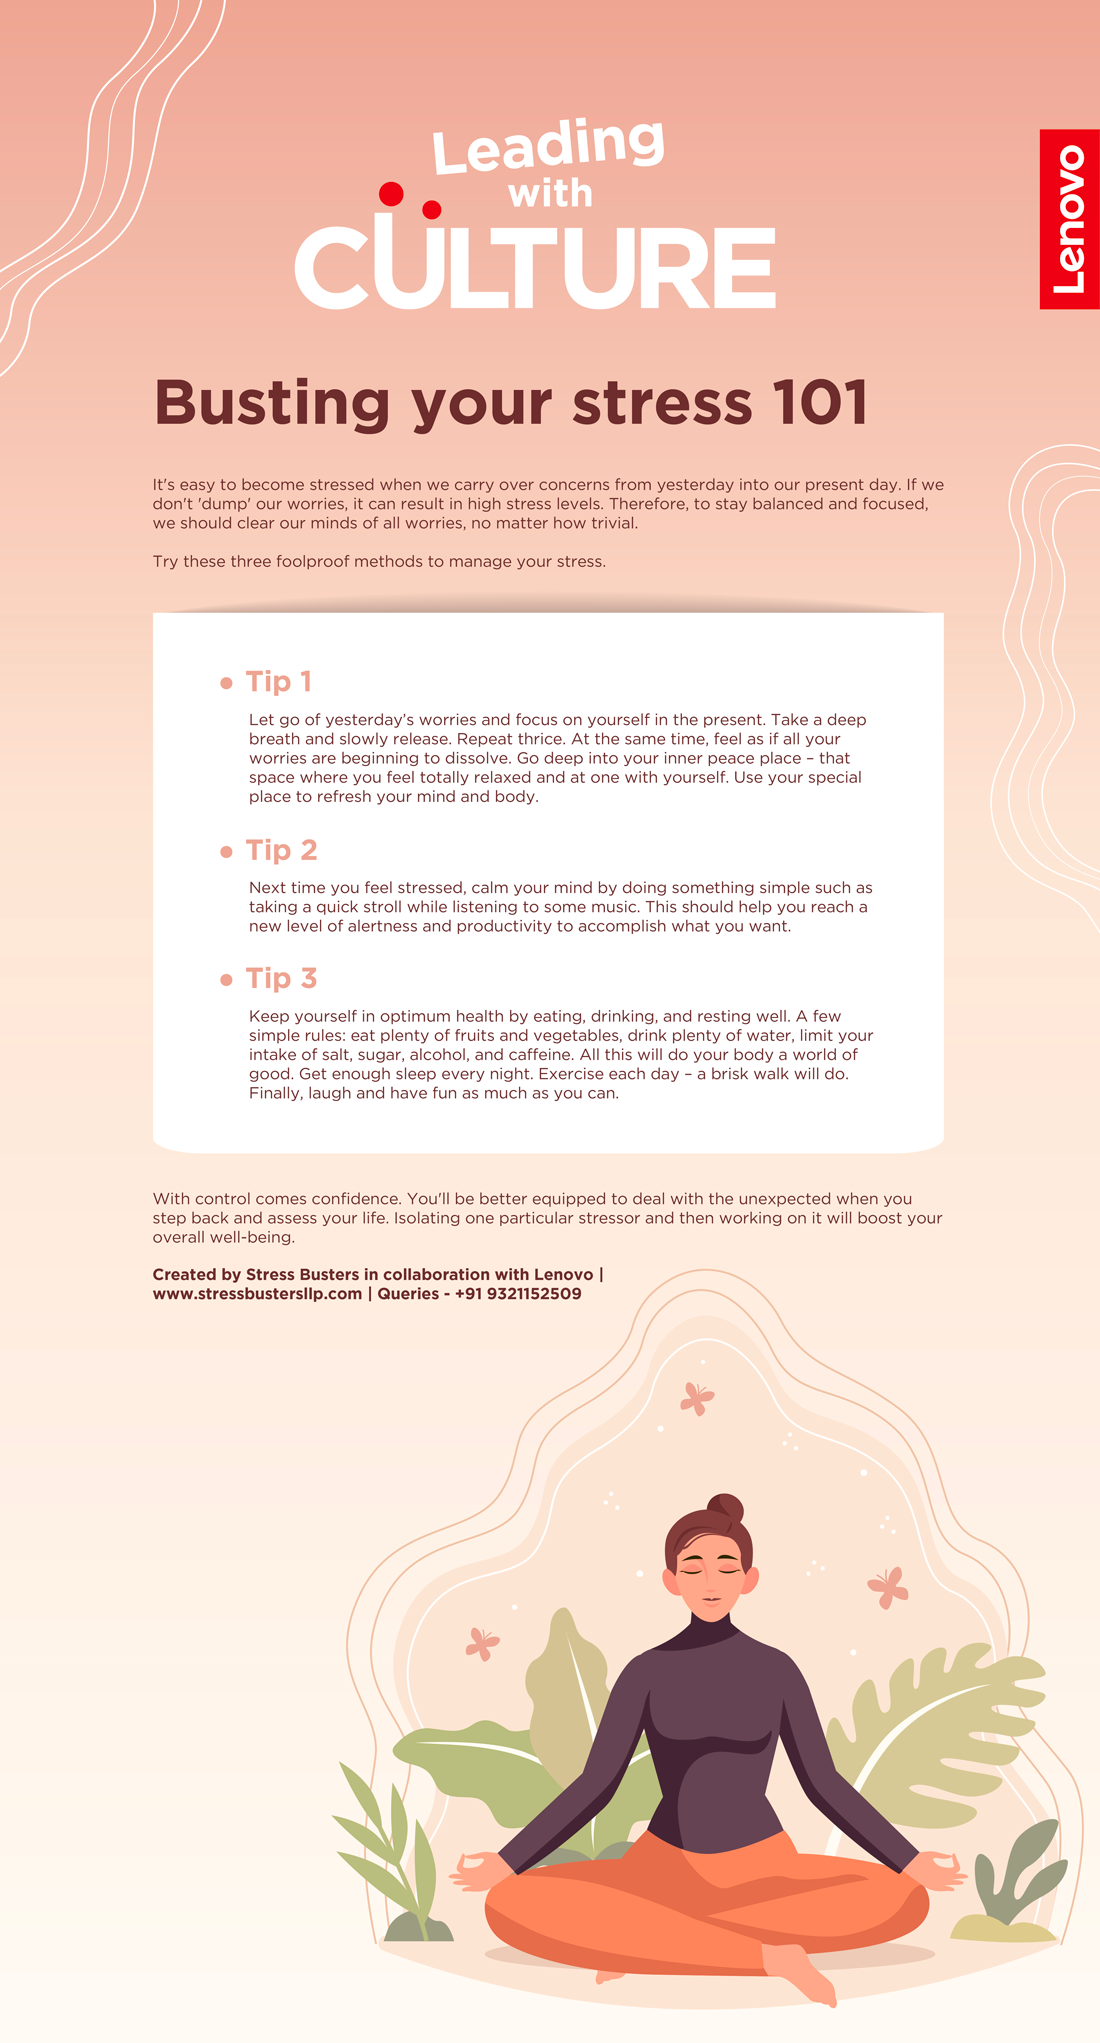 Leading
with
CÜLTURE
Lenovo
Busting your stress 101
It's easy to become stressed when we carry over concerns from yesterday into our present day. If we
don't 'dump' our worries, it can result in high stress levels. Therefore, to stay balanced and focused,
we should clear our minds of all worries, no matter how trivial.
Try these three foolproof methods to manage your stress.
• Tip 1
Let go of yesterday’s worries and focus on yourself in the present. Take a deep
breath and slowly release. Repeat thrice. At the same time, feel as if all your
worries are beginning to dissolve. Go deep into your inner peace place – that
space where you feel totally relaxed and at one with yourself. Use your special
place to refresh your mind and body.
• Tip 2
Next time you feel stressed, calm your mind by doing something simple such as
taking a quick stroll while listening to some music. This should help you reach a
new level of alertness and productivity to accomplish what you want.
• Tip 3
Keep yourself in optimum health by eating, drinking, and resting well. A few
simple rules: eat plenty of fruits and vegetables, drink plenty of water, limit your
intake of salt, sugar, alcohol, and caffeine. All this will do your body a world of
good. Get enough sleep every night. Exercise each day – a brisk walk will do.
Finally, laugh and have fun as much as you can.
With control comes confidence. You'll be better equipped to deal with the unexpected when you
step back and assess your life. Isolating one particular stressor and then working on it will boost your
overall well-being.
Created by Stress Busters in collaboration with Lenovo |
www.stressbustersllp.com | Queries - +91 9321152509